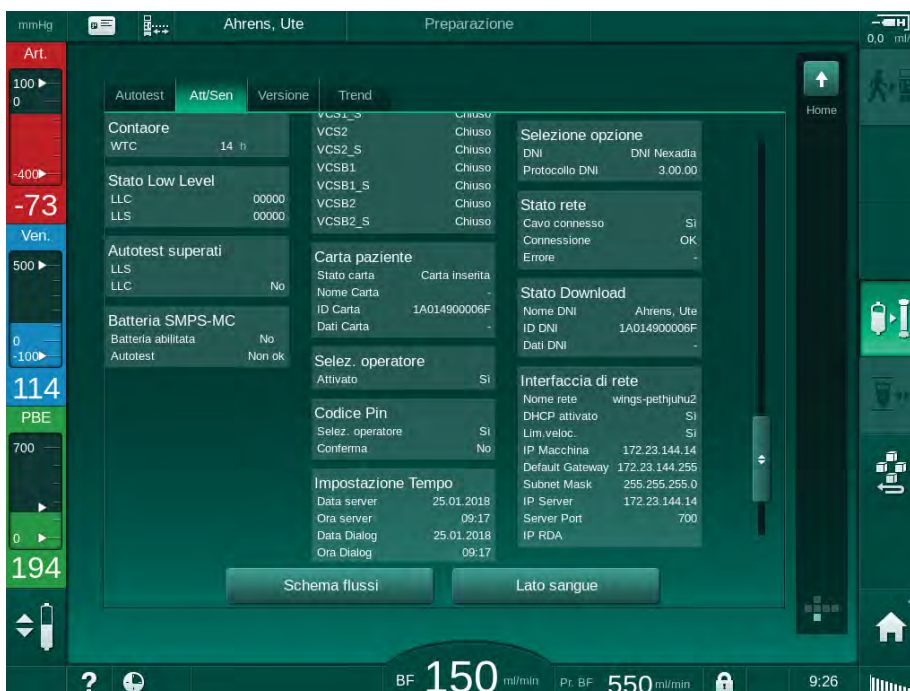 mmHg
Ahrens, Ute
Preparazione
0,0 ml/
Art.
100
0
-400
-73
Ven.
500
0
-100
114
PBE
700
0
194
Autotest
Att/Sen
Versione
Trend
Home
Contaore
WTC 14 h
Stato Low Level
LLC 00000
LLS 00000
Autotest superati
LLS
LLC No
Batteria SMPS-MC
Batteria abilitata No
Autotest Non ok
VCS1_S Chiuso
VCS2 Chiuso
VCS2_S Chiuso
VCSB1 Chiuso
VCSB1_S Chiuso
VCSB2 Chiuso
VCSB2_S Chiuso
Carta paziente
Stato carta Carta inserita
Nome Carta -
ID Carta 1A014900006F
Dati Carta -
Selez. operatore
Attivato Sì
Codice Pin
Selez. operatore Sì
Conferma No
Impostazione Tempo
Data server 25.01.2018
Ora server 09:17
Data Dialog 25.01.2018
Ora Dialog 09:17
Selezione opzione
DNI DNI Nexadia
Protocollo DNI 3.00.00
Stato rete
Cavo connesso Sì
Connessione OK
Errore -
Stato Download
Nome DNI Ahrens, Ute
ID DNI 1A014900006F
Dati DNI -
Interfaccia di rete
Nome rete wings-pethjuhu2
DHCP attivato Sì
Lim.veloc. Sì
IP Macchina 172.23.144.14
Default Gateway 172.23.144.255
Subnet Mask 255.255.255.0
IP Server 172.23.144.14
Server Port 700
IP RDA
Schema flussi
Lato sangue
?
BF 150 ml/min
Pr. BF 550 ml/min
9:26